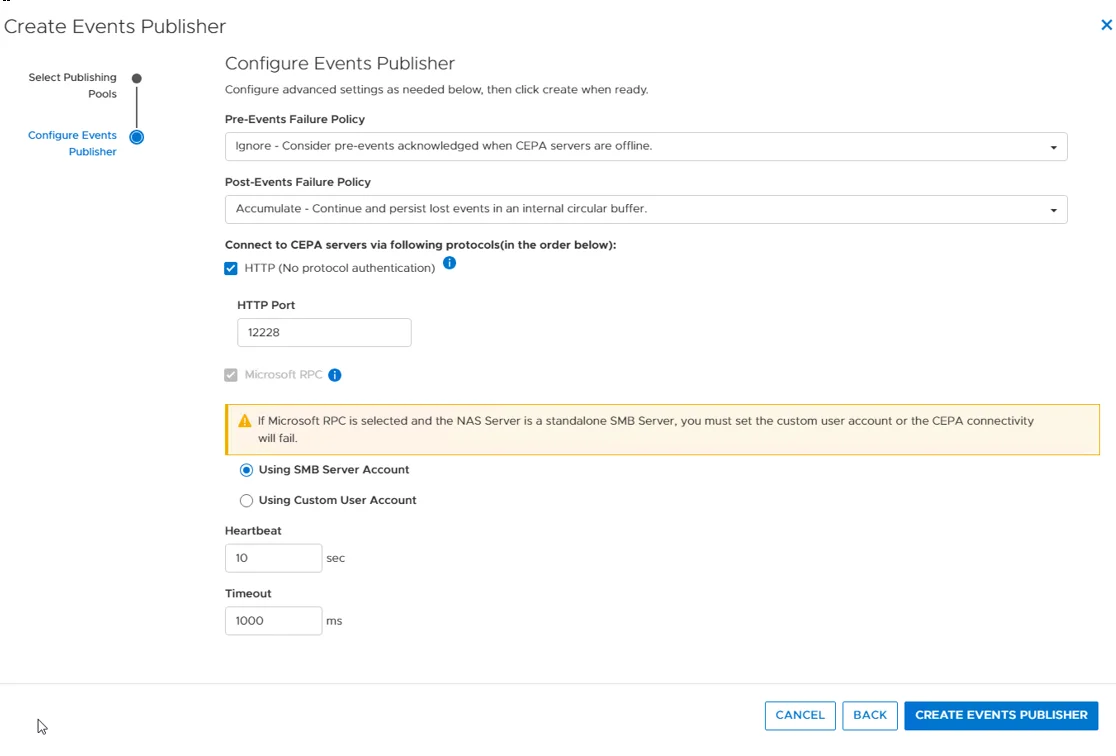 Create Events Publisher
Select Publishing
Pools
Configure Events
Publisher
Configure Events Publisher
Configure advanced settings as needed below, then click create when ready.
Pre-Events Failure Policy
Ignore - Consider pre-events acknowledged when CEPA servers are offline.
Post-Events Failure Policy
Accumulate - Continue and persist lost events in an internal circular buffer.
Connect to CEPA servers via following protocols(in the order below):
HTTP (No protocol authentication)
HTTP Port
12228
Microsoft RPC
If Microsoft RPC is selected and the NAS Server is a standalone SMB Server, you must set the custom user account or the CEPA connectivity
will fail.
Using SMB Server Account
Using Custom User Account
Heartbeat
10 sec
Timeout
1000 ms
CANCEL BACK CREATE EVENTS PUBLISHER